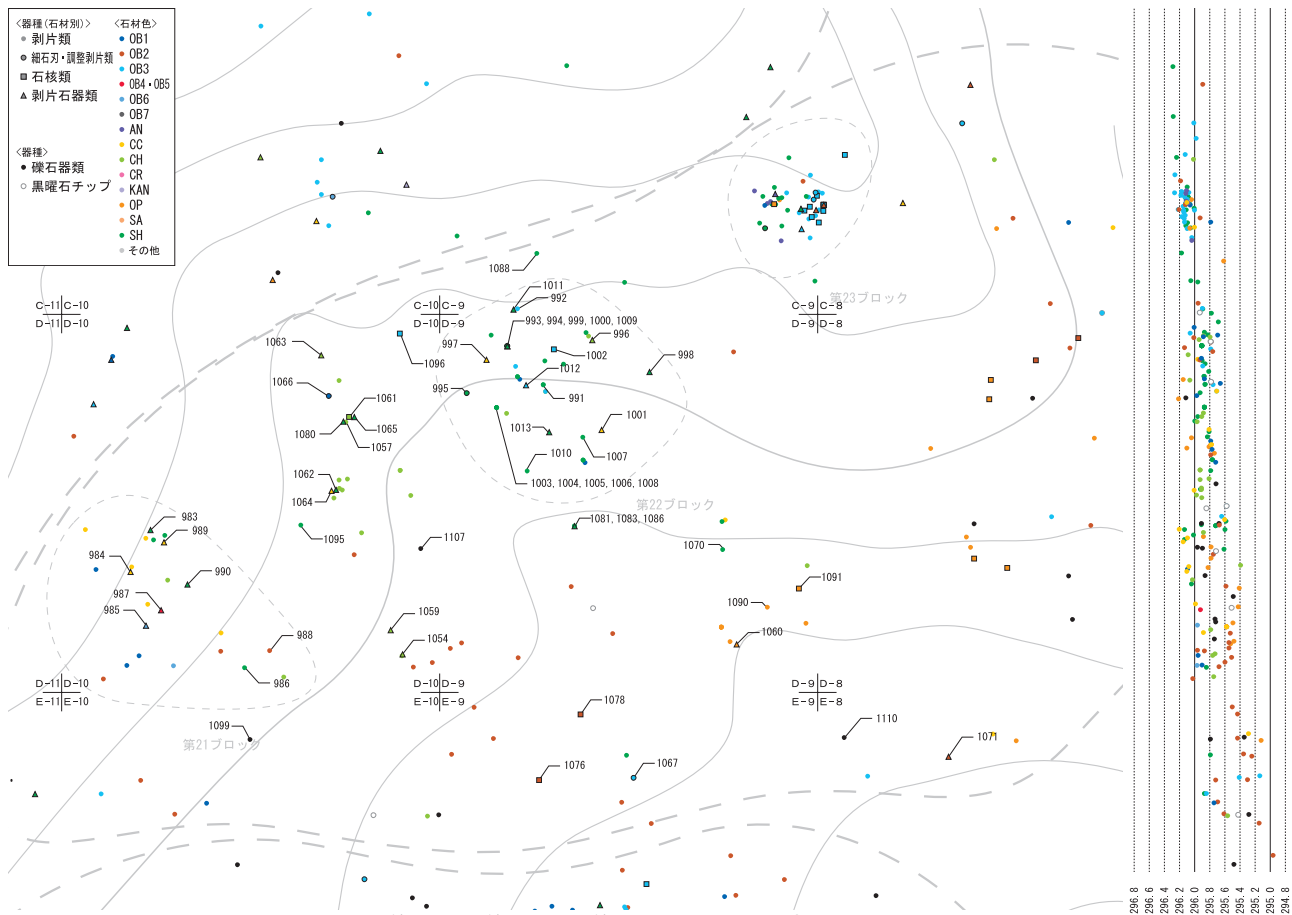 <器種(石材別)>
剥片類
細石刃・調整剥片類
石核類
剥片石器類
<器種>
礫石器類
黒曜石チップ
<石材色>
OB1
OB2
OB3
OB4・OB5
OB6
OB7
AN
CC
CH
CR
KAN
OP
SA
SH
その他
1088
1011
992
C-11 C-10
D-11 D-10
C-10 C-9
D-10 D-9
C-9 C-8
D-9 D-8
第23ブロック
993, 994, 999, 1000, 1009
996
1063
997
1096
1002
998
1012
1066
995
991
1061
1065
1080
1057
1001
1013
1010
1007
1062
1064
1003, 1004, 1005, 1006, 1008
第22ブロック
983
989
1095
1107
1081, 1083, 1086
1070
984
990
987
985
1091
1090
1059
1054
1060
988
986
D-11 D-10
E-11 E-10
D-10 D-9
E-10 E-9
D-9 D-8
E-9 E-8
1078
1099
1110
第21ブロック
1071
1076
1067
296.8
296.6
296.4
296.2
296.0
295.8
295.6
295.4
295.2
295.0
294.8